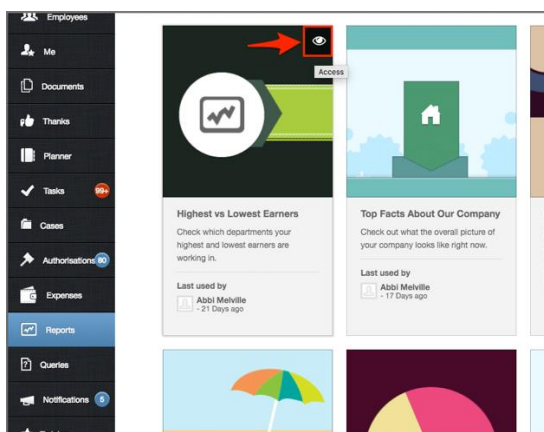 Employees
Me
Documents
Thanks
Planner
Tasks 99+
Cases
Authorisations 80
Expenses
Reports
Queries
Notifications 5
Access
Highest vs Lowest Earners
Check which departments your
highest and lowest earners are
working in.
Last used by
Abbi Melville
- 21 Days ago
Top Facts About Our Company
Check out what the overall picture of
your company looks like right now.
Last used by
Abbi Melville
- 17 Days ago